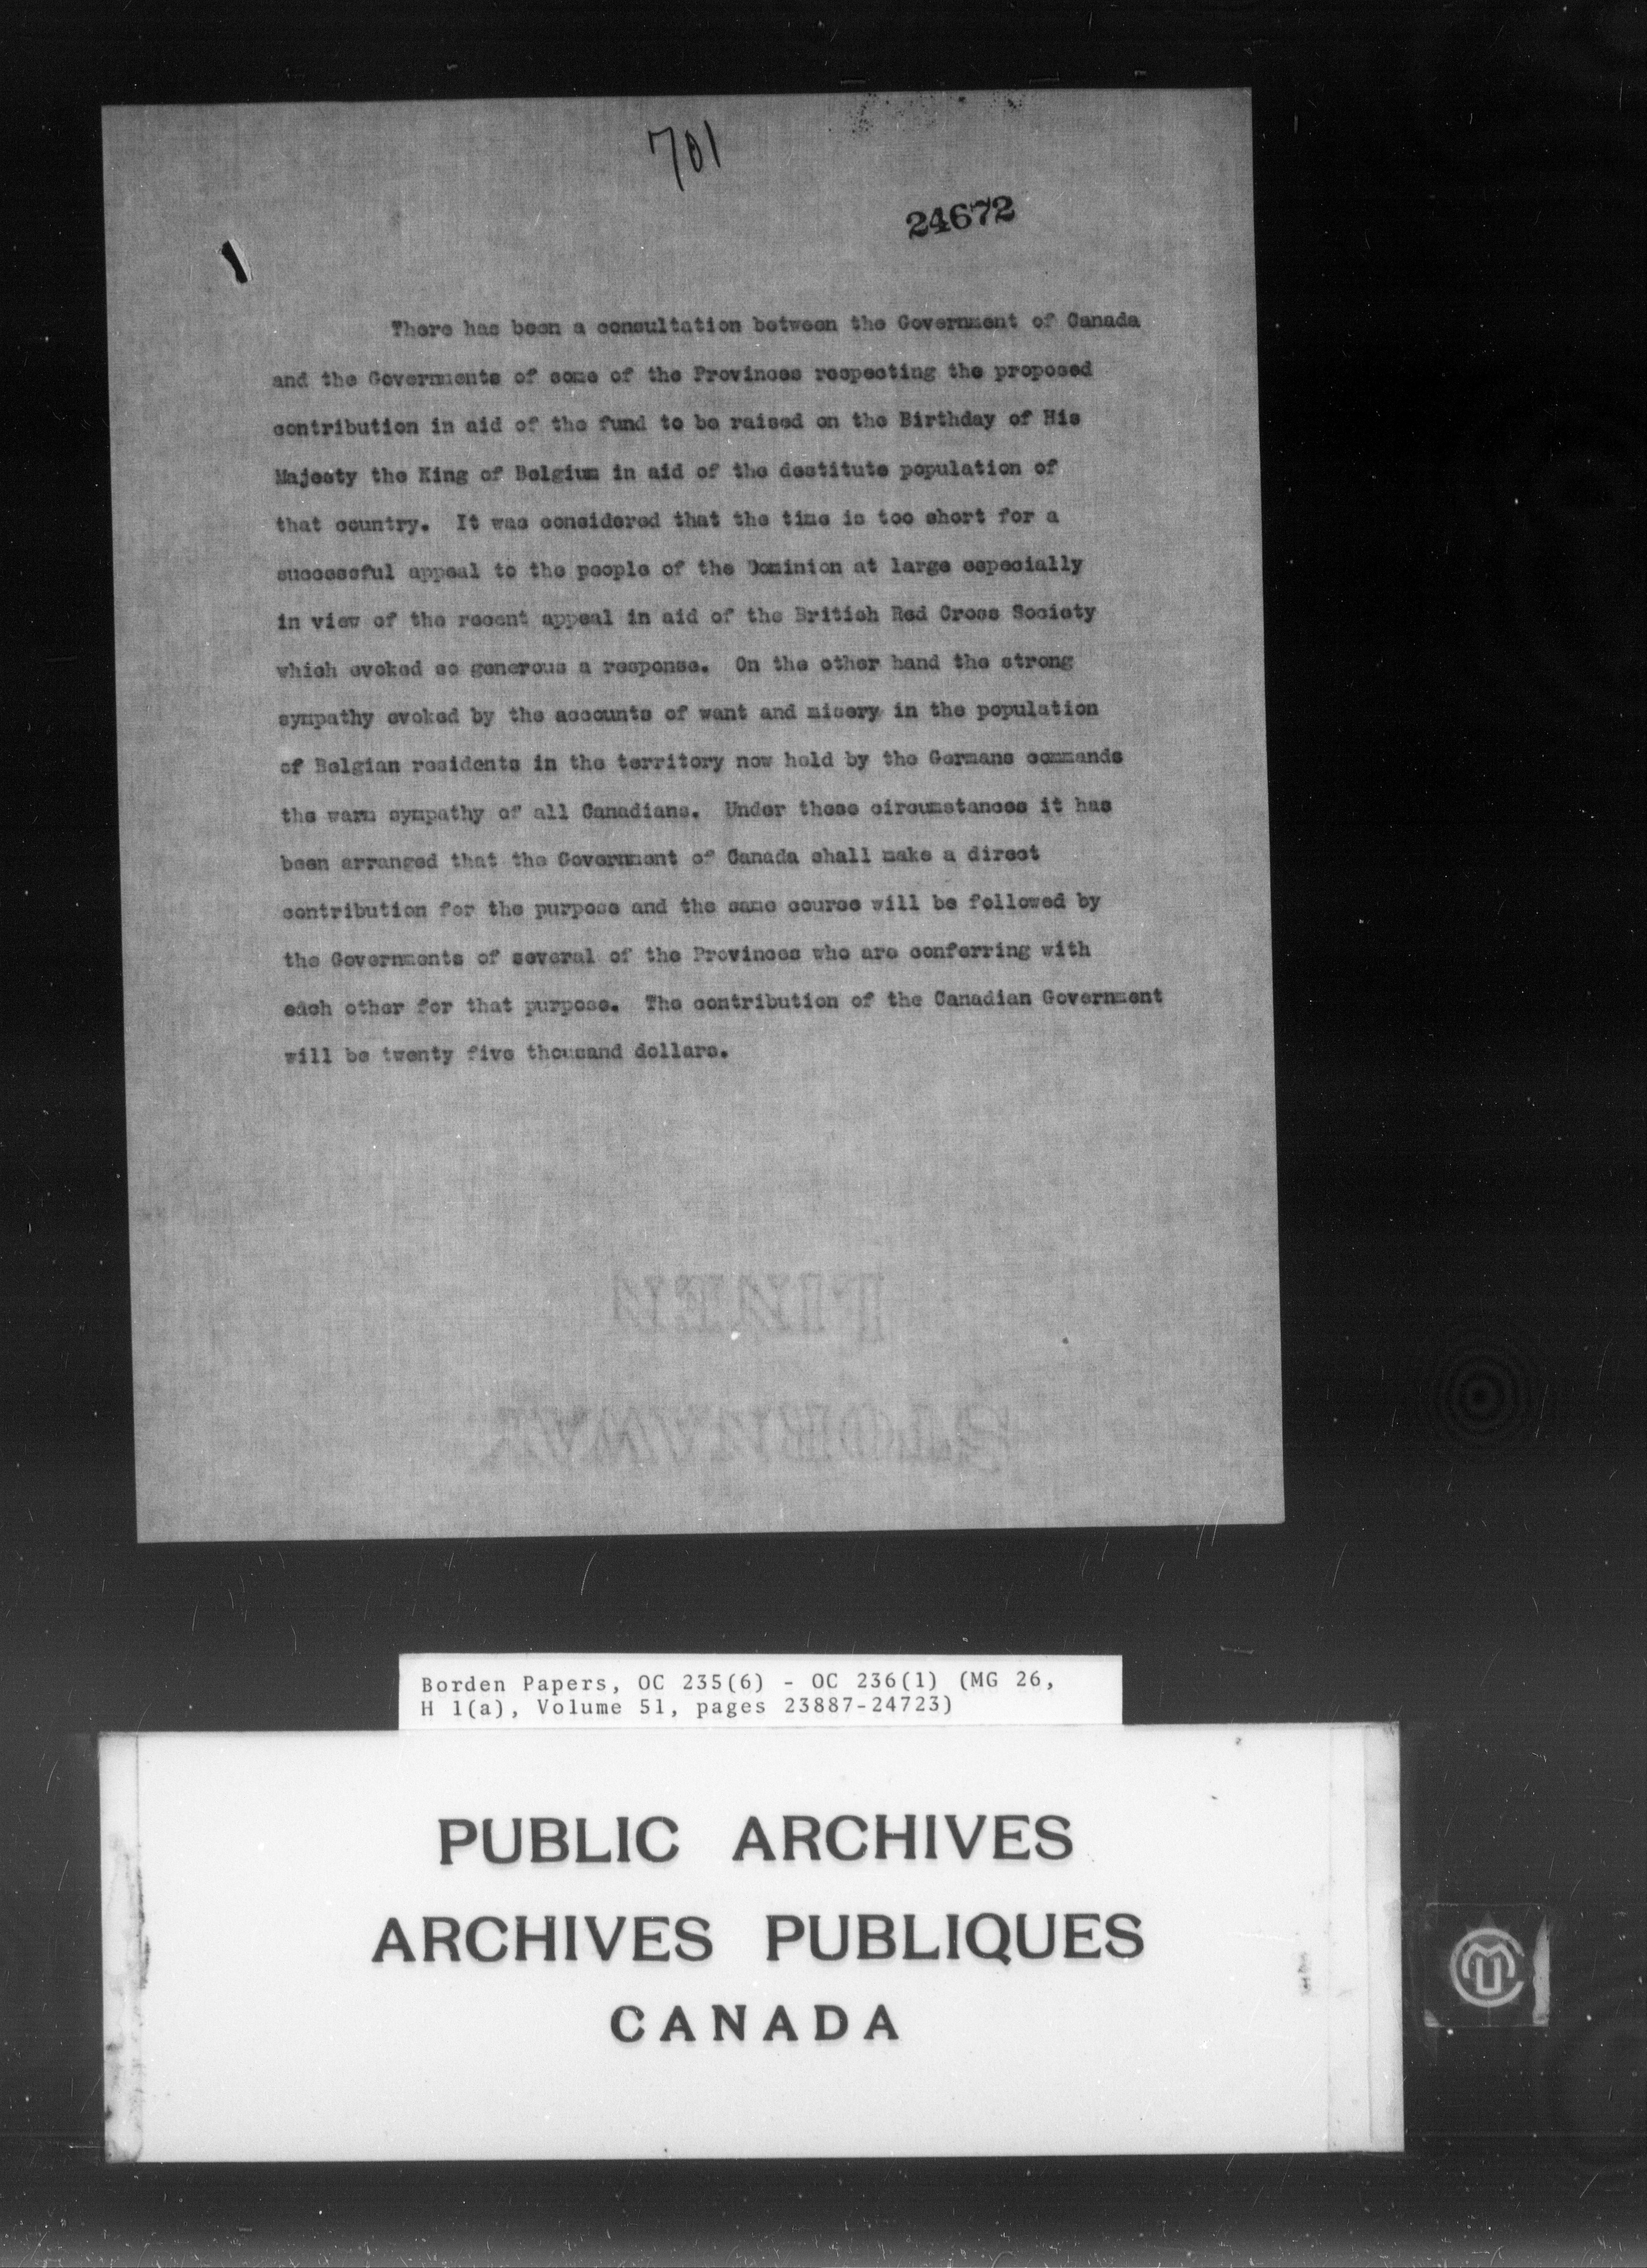 701
24672
There has been a consultation between the Government of Canada
and the Governments of some of the Provinces respecting the proposed
contribution in aid of the fund to be raised on the Birthday of His
Majesty the King of Belgium in aid of the destitute population of
that country. It was considered that the time is too short for a
successful appeal to the people of the Dominion at large especially
in view of the recent appeal in aid of the British Red Cross Society
which evoked so generous a response. On the other hand the strong
sympathy evoked by the accounts of want and misery in the population
of Belgian residents in the territory now held by the Germans commands
the warm sympathy of all Canadians. Under these circumstances it has
been arranged that the Government of Canada shall make a direct
contribution for the purpose and the same course will be followed by
the Governments of several of the Provinces who are conferring with
each other for that purpose. The contribution of the Canadian Government
will be twenty five thousand dollars.
Borden Papers, OC 235(6) - OC 236(1) (MG 26,
H 1(a), Volume 51, pages 23887-24723)
PUBLIC ARCHIVES
ARCHIVES PUBLIQUES
CANADA